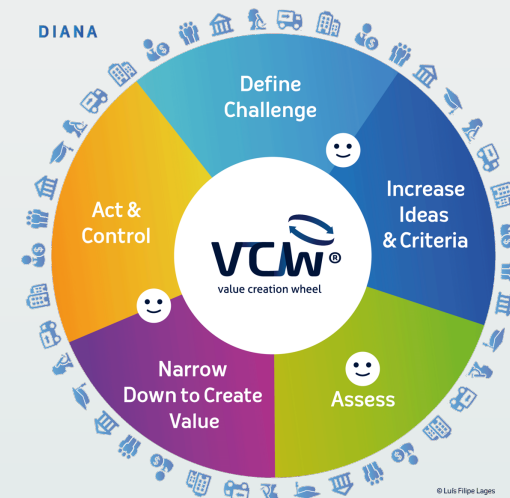 DIANA
Define
Challenge
Increase
Ideas
& Criteria
Assess
Narrow
Down to Create
Value
Act &
Control
VCW®
value creation wheel
© Luís Filipe Lages